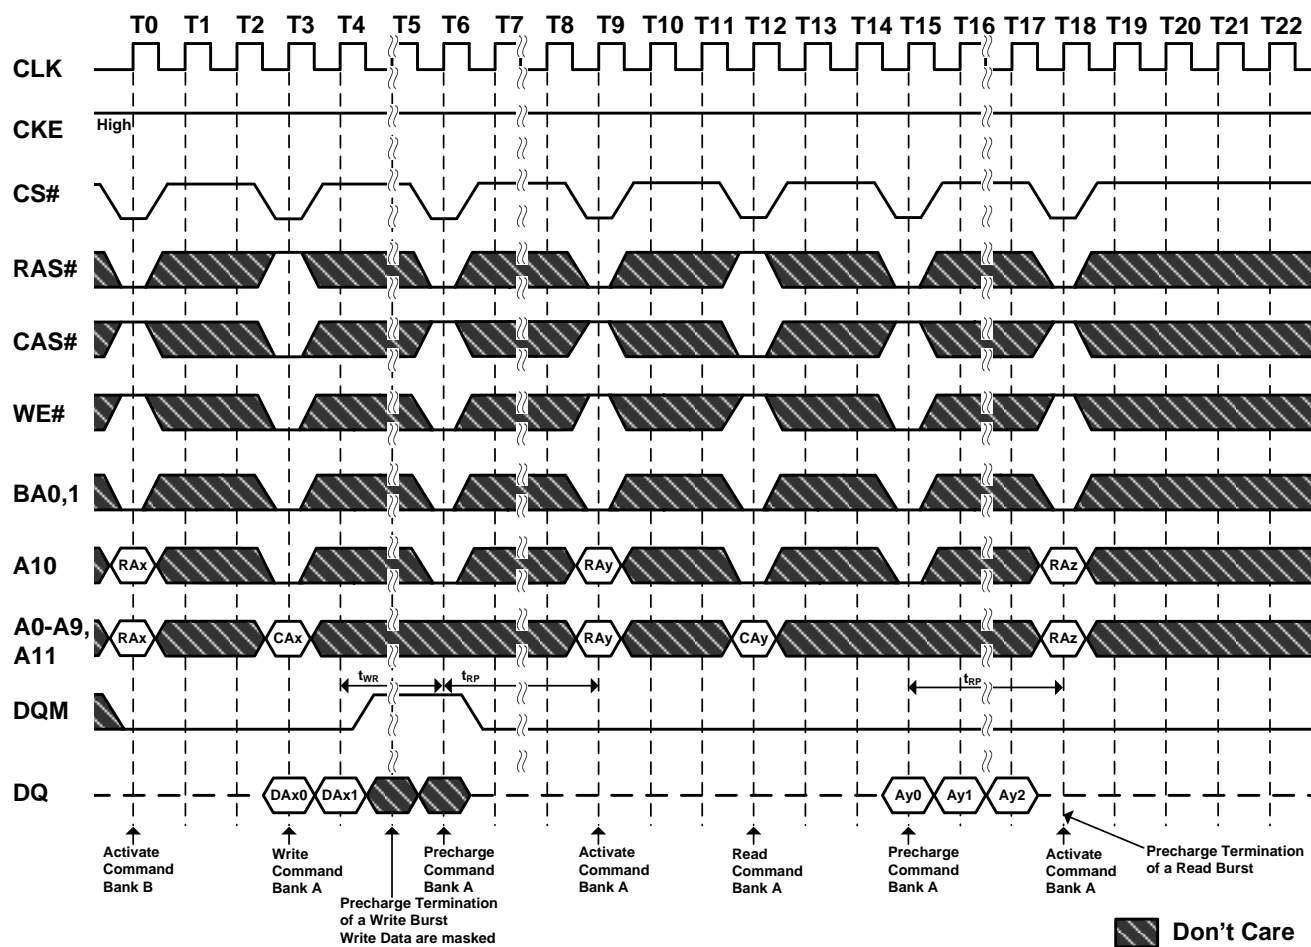 T0 T1 T2 T3 T4 T5 T6 T7 T8 T9 T10 T11 T12 T13 T14 T15 T16 T17 T18 T19 T20 T21 T22
CLK
CKE High
CS#
RAS#
CAS#
WE#
BA0,1
A10 RAx RAy RAz
A0-A9,
A11 RAx CAx RAy CAy RAz
tWR tRP tRP
DQM
DQ DAx0 DAx1 Ay0 Ay1 Ay2
Activate
Command
Bank B
Write
Command
Bank A
Precharge Termination
of a Write Burst
Write Data are masked
Precharge
Command
Bank A
Activate
Command
Bank A
Read
Command
Bank A
Precharge
Command
Bank A
Activate
Command
Bank A
Precharge Termination
of a Read Burst
Don't Care